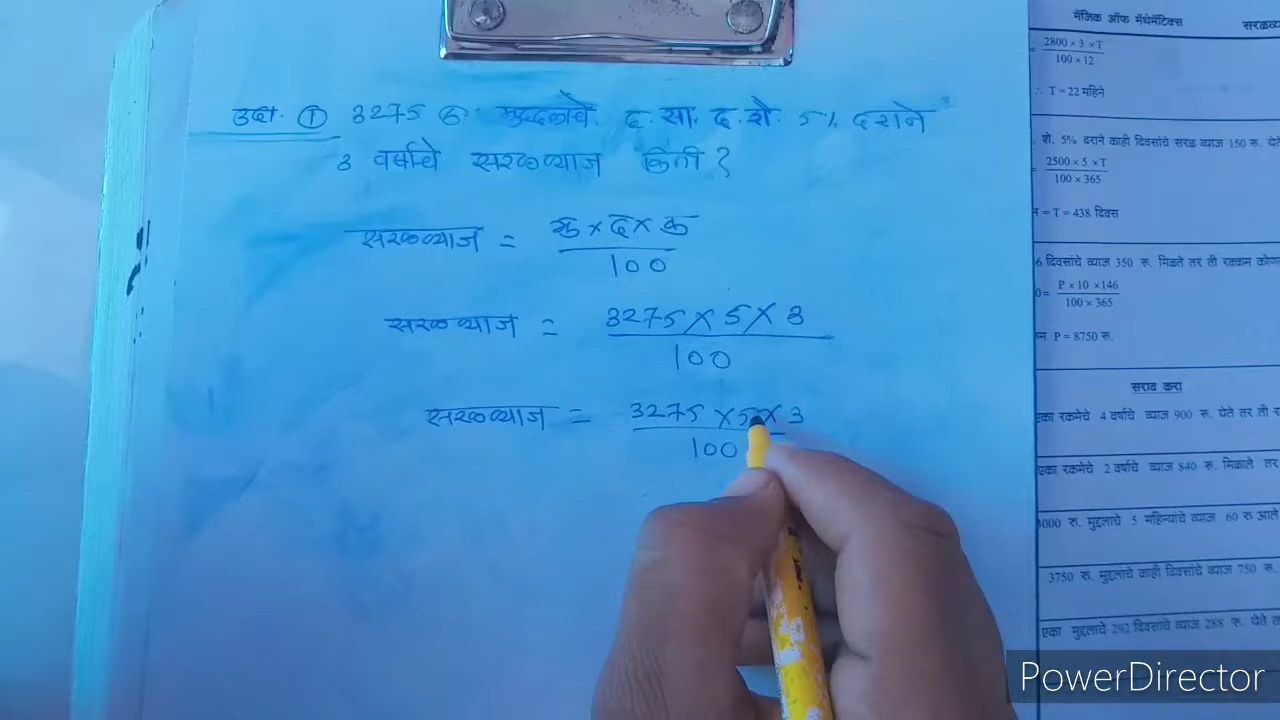 उदा. ① 3275 रु. मुद्दलाचे द. सा. द. शे. 5% दराने
3 वर्षाचे सरळव्याज किती?
सरळव्याज = मु × द × क
100
सरळव्याज = 3275 × 5 × 3
100
सरळव्याज = 3275 × 5 × 3
100
मॅजिक ऑफ मॅथेमॅटिक्स
= 2800 × 3 × T
100 × 12
∴ T = 22 महिने
शे. 5% दराने काही दिवसांचे सरळ व्याज 150 रू. येते
= 2500 × 5 × T
100 × 365
= T = 438 दिवस
6 दिवसांचे व्याज 350 रू. मिळते तर ती रक्कम
0 = P × 10 × 146
100 × 365
P = 8750 रू.
सराव करा
एका रकमेचे 4 वर्षाचे व्याज 900 रू. येते तर ती
एका रकमेचे 2 वर्षाचे व्याज 840 रू. मिळाले तर
3000 रू. मुद्दलाचे 5 महिन्यांचे व्याज 60 रू आले
3750 रू. मुद्दलाचे काही दिवसांचे व्याज 750 रू.
एका मुद्दलाचे 292 दिवसांचे व्याज 288 रू. येते
PowerDirector